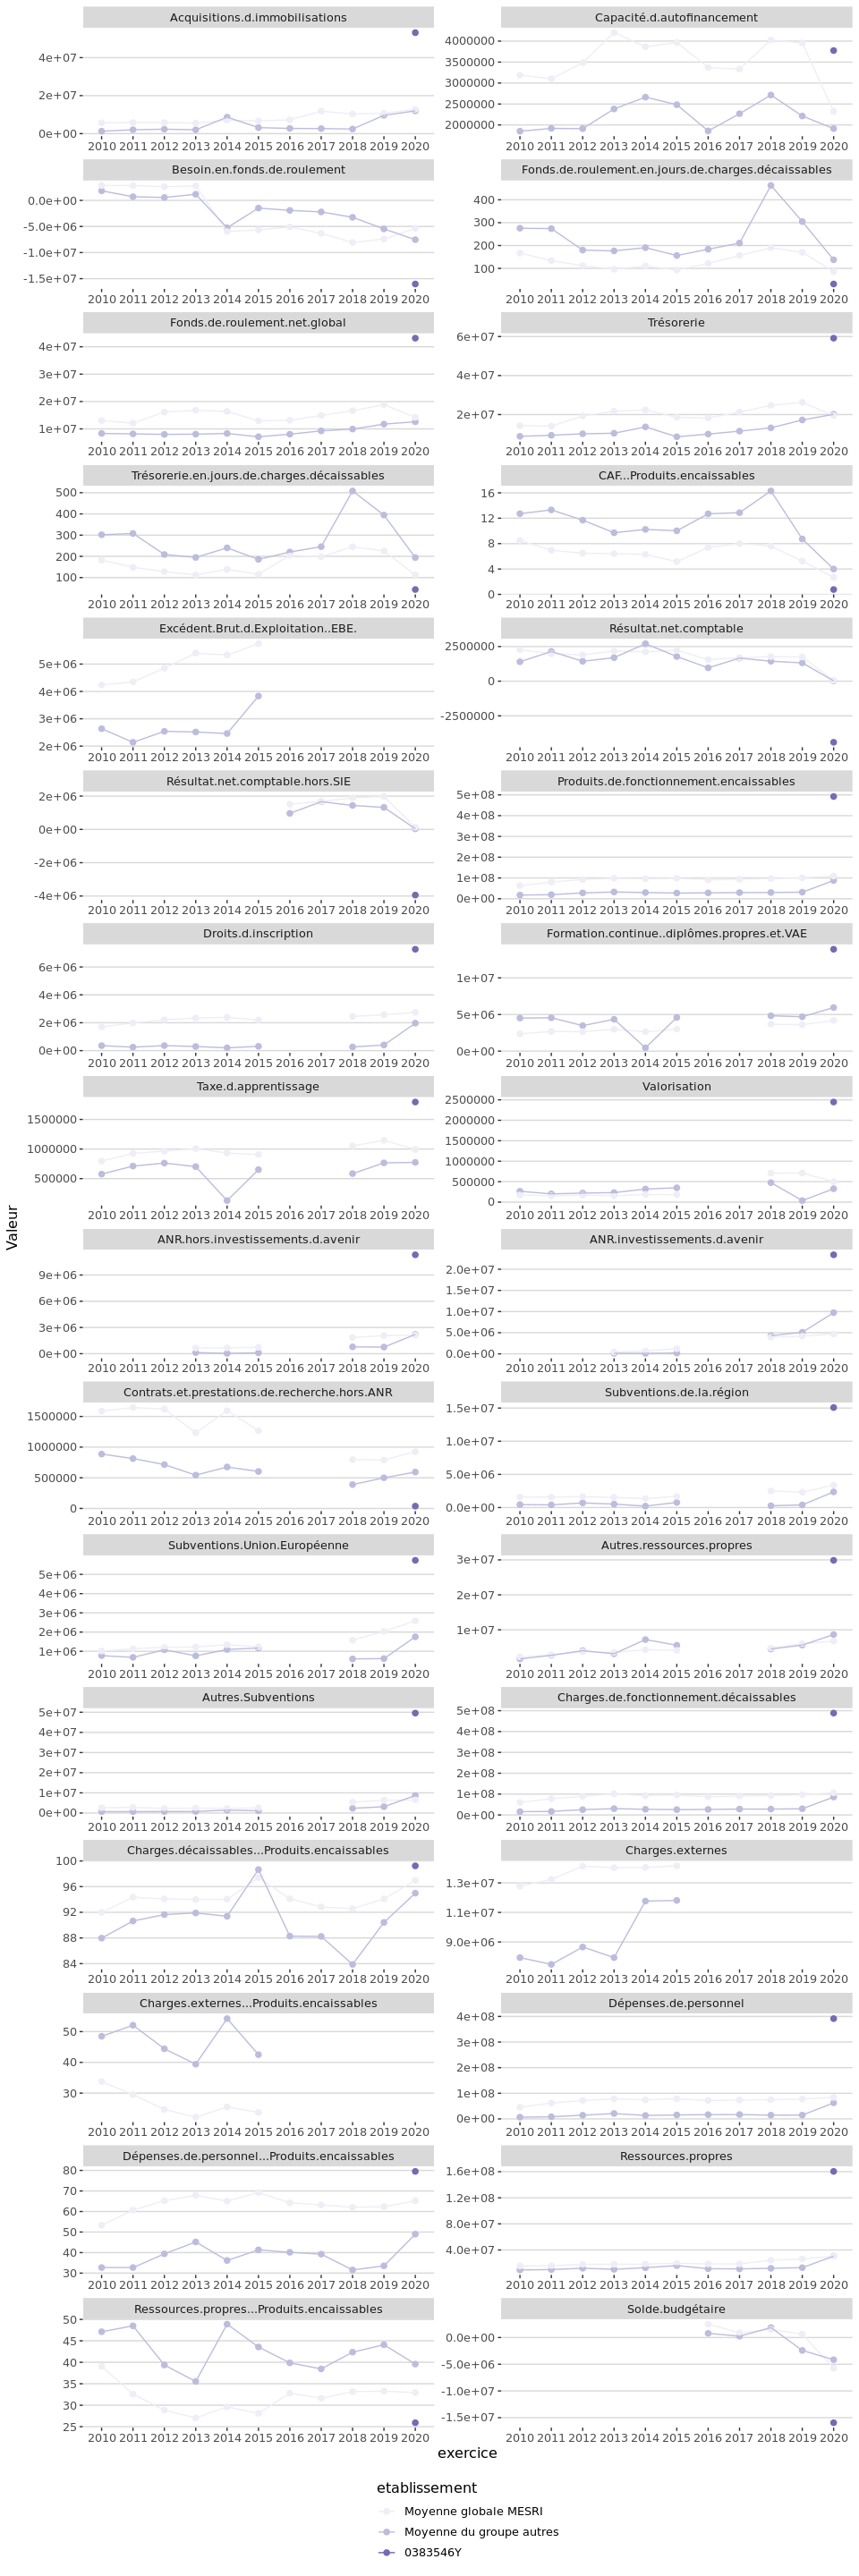 Acquisitions.d.immobilisations
4e+07
2e+07
0e+00
2010 2011 2012 2013 2014 2015 2016 2017 2018 2019 2020
Capacité.d.autofinancement
4000000
3500000
3000000
2500000
2000000
2010 2011 2012 2013 2014 2015 2016 2017 2018 2019 2020
Besoin.en.fonds.de.roulement
0.0e+00
-5.0e+06
-1.0e+07
-1.5e+07
2010 2011 2012 2013 2014 2015 2016 2017 2018 2019 2020
Fonds.de.roulement.en.jours.de.charges.décaissables
400
300
200
100
2010 2011 2012 2013 2014 2015 2016 2017 2018 2019 2020
Fonds.de.roulement.net.global
4e+07
3e+07
2e+07
1e+07
2010 2011 2012 2013 2014 2015 2016 2017 2018 2019 2020
Trésorerie
6e+07
4e+07
2e+07
2010 2011 2012 2013 2014 2015 2016 2017 2018 2019 2020
Trésorerie.en.jours.de.charges.décaissables
500
400
300
200
100
2010 2011 2012 2013 2014 2015 2016 2017 2018 2019 2020
CAF...Produits.encaissables
16
12
8
4
0
2010 2011 2012 2013 2014 2015 2016 2017 2018 2019 2020
Excédent.Brut.d.Exploitation..EBE.
5e+06
4e+06
3e+06
2e+06
2010 2011 2012 2013 2014 2015 2016 2017 2018 2019 2020
Résultat.net.comptable
2500000
0
-2500000
2010 2011 2012 2013 2014 2015 2016 2017 2018 2019 2020
Résultat.net.comptable.hors.SIE
2e+06
0e+00
-2e+06
-4e+06
2010 2011 2012 2013 2014 2015 2016 2017 2018 2019 2020
Produits.de.fonctionnement.encaissables
5e+08
4e+08
3e+08
2e+08
1e+08
0e+00
2010 2011 2012 2013 2014 2015 2016 2017 2018 2019 2020
Droits.d.inscription
6e+06
4e+06
2e+06
0e+00
2010 2011 2012 2013 2014 2015 2016 2017 2018 2019 2020
Formation.continue..diplômes.propres.et.VAE
1e+07
5e+06
0e+00
2010 2011 2012 2013 2014 2015 2016 2017 2018 2019 2020
Taxe.d.apprentissage
1500000
1000000
500000
2010 2011 2012 2013 2014 2015 2016 2017 2018 2019 2020
Valorisation
2500000
2000000
1500000
1000000
500000
0
2010 2011 2012 2013 2014 2015 2016 2017 2018 2019 2020
Valeur
ANR.hors.investissements.d.avenir
9e+06
6e+06
3e+06
0e+00
2010 2011 2012 2013 2014 2015 2016 2017 2018 2019 2020
ANR.investissements.d.avenir
2.0e+07
1.5e+07
1.0e+07
5.0e+06
0.0e+00
2010 2011 2012 2013 2014 2015 2016 2017 2018 2019 2020
Contrats.et.prestations.de.recherche.hors.ANR
1500000
1000000
500000
0
2010 2011 2012 2013 2014 2015 2016 2017 2018 2019 2020
Subventions.de.la.région
1.5e+07
1.0e+07
5.0e+06
0.0e+00
2010 2011 2012 2013 2014 2015 2016 2017 2018 2019 2020
Subventions.Union.Européenne
5e+06
4e+06
3e+06
2e+06
1e+06
2010 2011 2012 2013 2014 2015 2016 2017 2018 2019 2020
Autres.ressources.propres
3e+07
2e+07
1e+07
2010 2011 2012 2013 2014 2015 2016 2017 2018 2019 2020
Autres.Subventions
5e+07
4e+07
3e+07
2e+07
1e+07
0e+00
2010 2011 2012 2013 2014 2015 2016 2017 2018 2019 2020
Charges.de.fonctionnement.décaissables
5e+08
4e+08
3e+08
2e+08
1e+08
0e+00
2010 2011 2012 2013 2014 2015 2016 2017 2018 2019 2020
Charges.décaissables...Produits.encaissables
100
96
92
88
84
2010 2011 2012 2013 2014 2015 2016 2017 2018 2019 2020
Charges.externes
1.3e+07
1.1e+07
9.0e+06
2010 2011 2012 2013 2014 2015 2016 2017 2018 2019 2020
Charges.externes...Produits.encaissables
50
40
30
2010 2011 2012 2013 2014 2015 2016 2017 2018 2019 2020
Dépenses.de.personnel
4e+08
3e+08
2e+08
1e+08
0e+00
2010 2011 2012 2013 2014 2015 2016 2017 2018 2019 2020
Dépenses.de.personnel...Produits.encaissables
80
70
60
50
40
30
2010 2011 2012 2013 2014 2015 2016 2017 2018 2019 2020
Ressources.propres
1.6e+08
1.2e+08
8.0e+07
4.0e+07
2010 2011 2012 2013 2014 2015 2016 2017 2018 2019 2020
Ressources.propres...Produits.encaissables
50
45
40
35
30
25
2010 2011 2012 2013 2014 2015 2016 2017 2018 2019 2020
Solde.budgétaire
0.0e+00
-5.0e+06
-1.0e+07
-1.5e+07
2010 2011 2012 2013 2014 2015 2016 2017 2018 2019 2020
exercice
etablissement
Moyenne globale MESRI
Moyenne du groupe autres
0383546Y